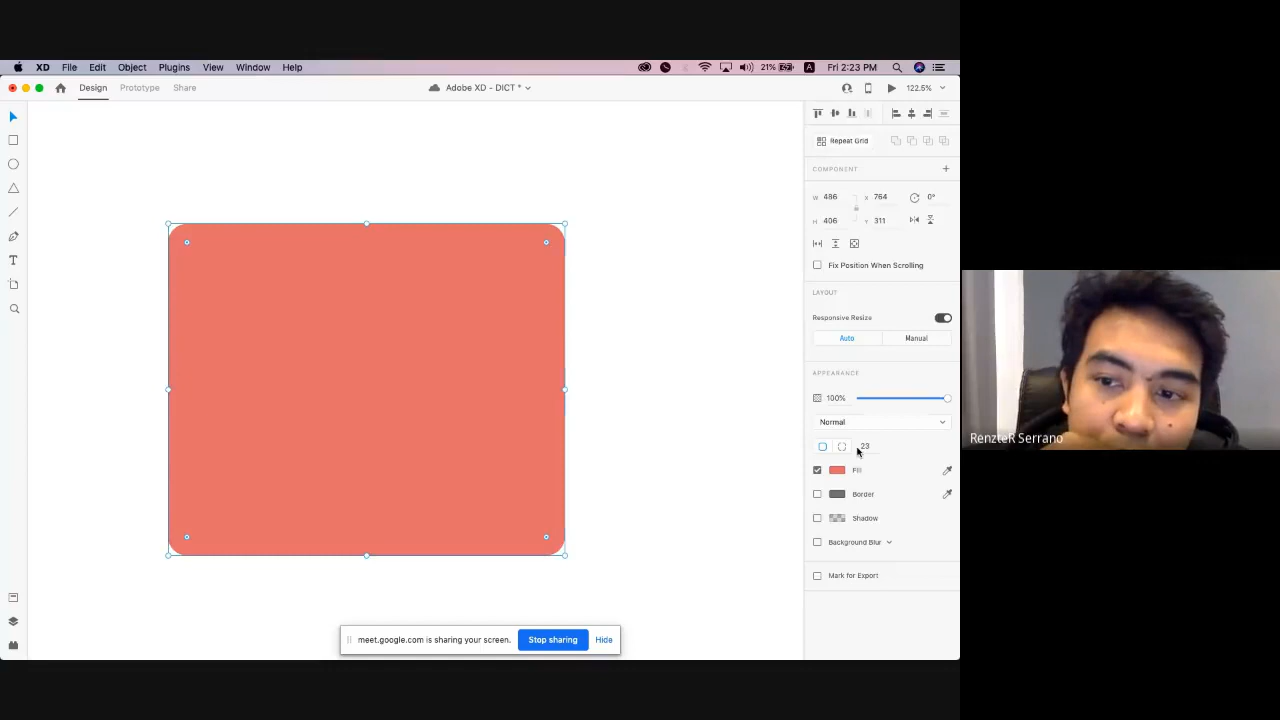 XD File Edit Object Plugins View Window Help 21% A Fri 2:23 PM
Design Prototype Share Adobe XD - DICT * 122.5%
Repeat Grid
COMPONENT
W 486 X 764 0°
H 406 Y 311
Fix Position When Scrolling
LAYOUT
Responsive Resize
Auto Manual
APPEARANCE
100%
Normal
23
Fill
Border
Shadow
Background Blur
Mark for Export
T
meet.google.com is sharing your screen. Stop sharing Hide
RenzteR Serrano